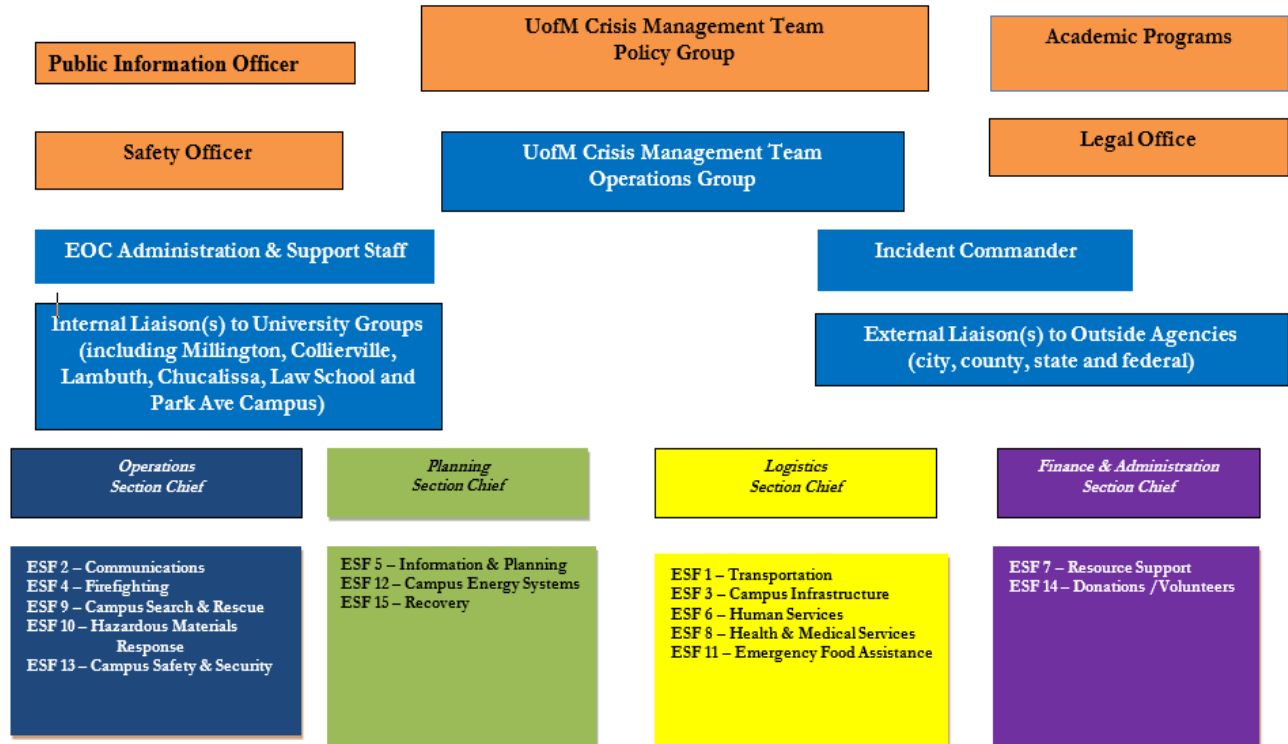 UofM Crisis Management Team
Policy Group
Public Information Officer
Academic Programs
Safety Officer
UofM Crisis Management Team
Operations Group
Legal Office
EOC Administration & Support Staff
Incident Commander
Internal Liaison(s) to University Groups
(including Millington, Collierville,
Lambuth, Chucalissa, Law School and
Park Ave Campus)
External Liaison(s) to Outside Agencies
(city, county, state and federal)
Operations
Section Chief
Planning
Section Chief
Logistics
Section Chief
Finance & Administration
Section Chief
ESF 2 – Communications
ESF 4 – Firefighting
ESF 9 – Campus Search & Rescue
ESF 10 – Hazardous Materials
Response
ESF 13 – Campus Safety & Security
ESF 5 – Information & Planning
ESF 12 – Campus Energy Systems
ESF 15 – Recovery
ESF 1 – Transportation
ESF 3 – Campus Infrastructure
ESF 6 – Human Services
ESF 8 – Health & Medical Services
ESF 11 – Emergency Food Assistance
ESF 7 – Resource Support
ESF 14 – Donations /Volunteers